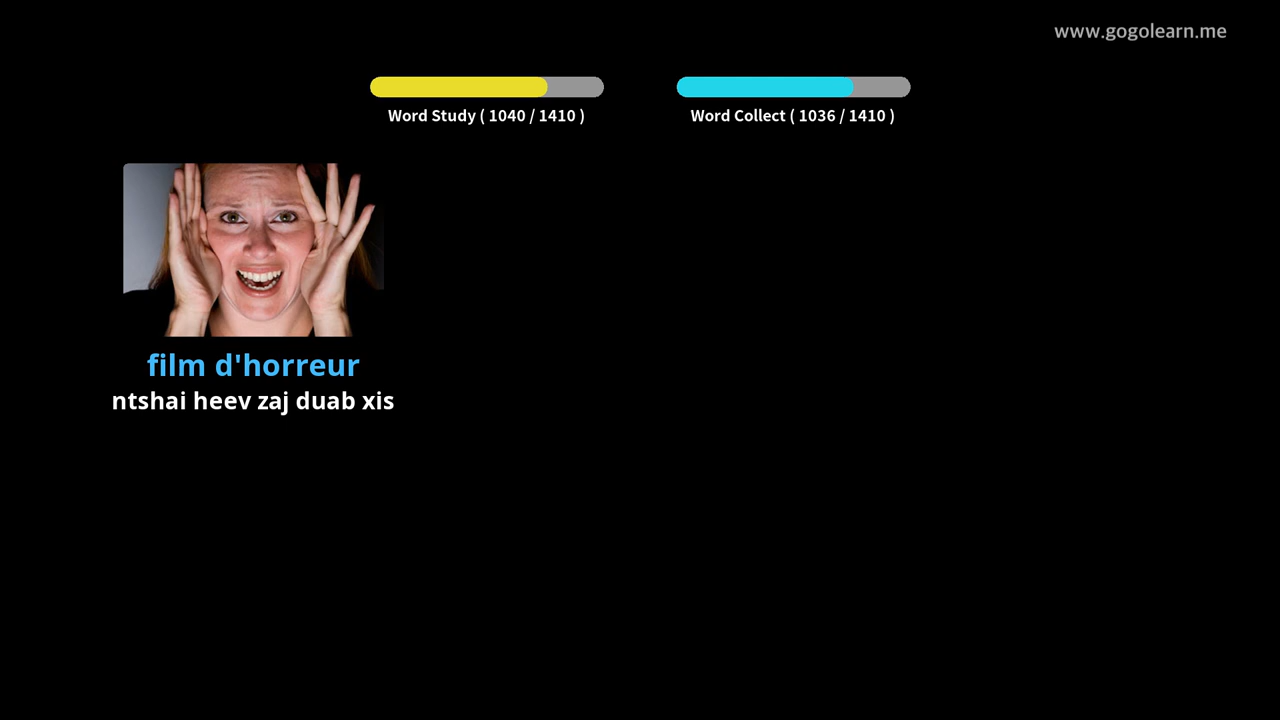 www.gogolearn.me
Word Study ( 1040 / 1410 )
Word Collect ( 1036 / 1410 )
film d'horreur
ntshai heev zaj duab xis